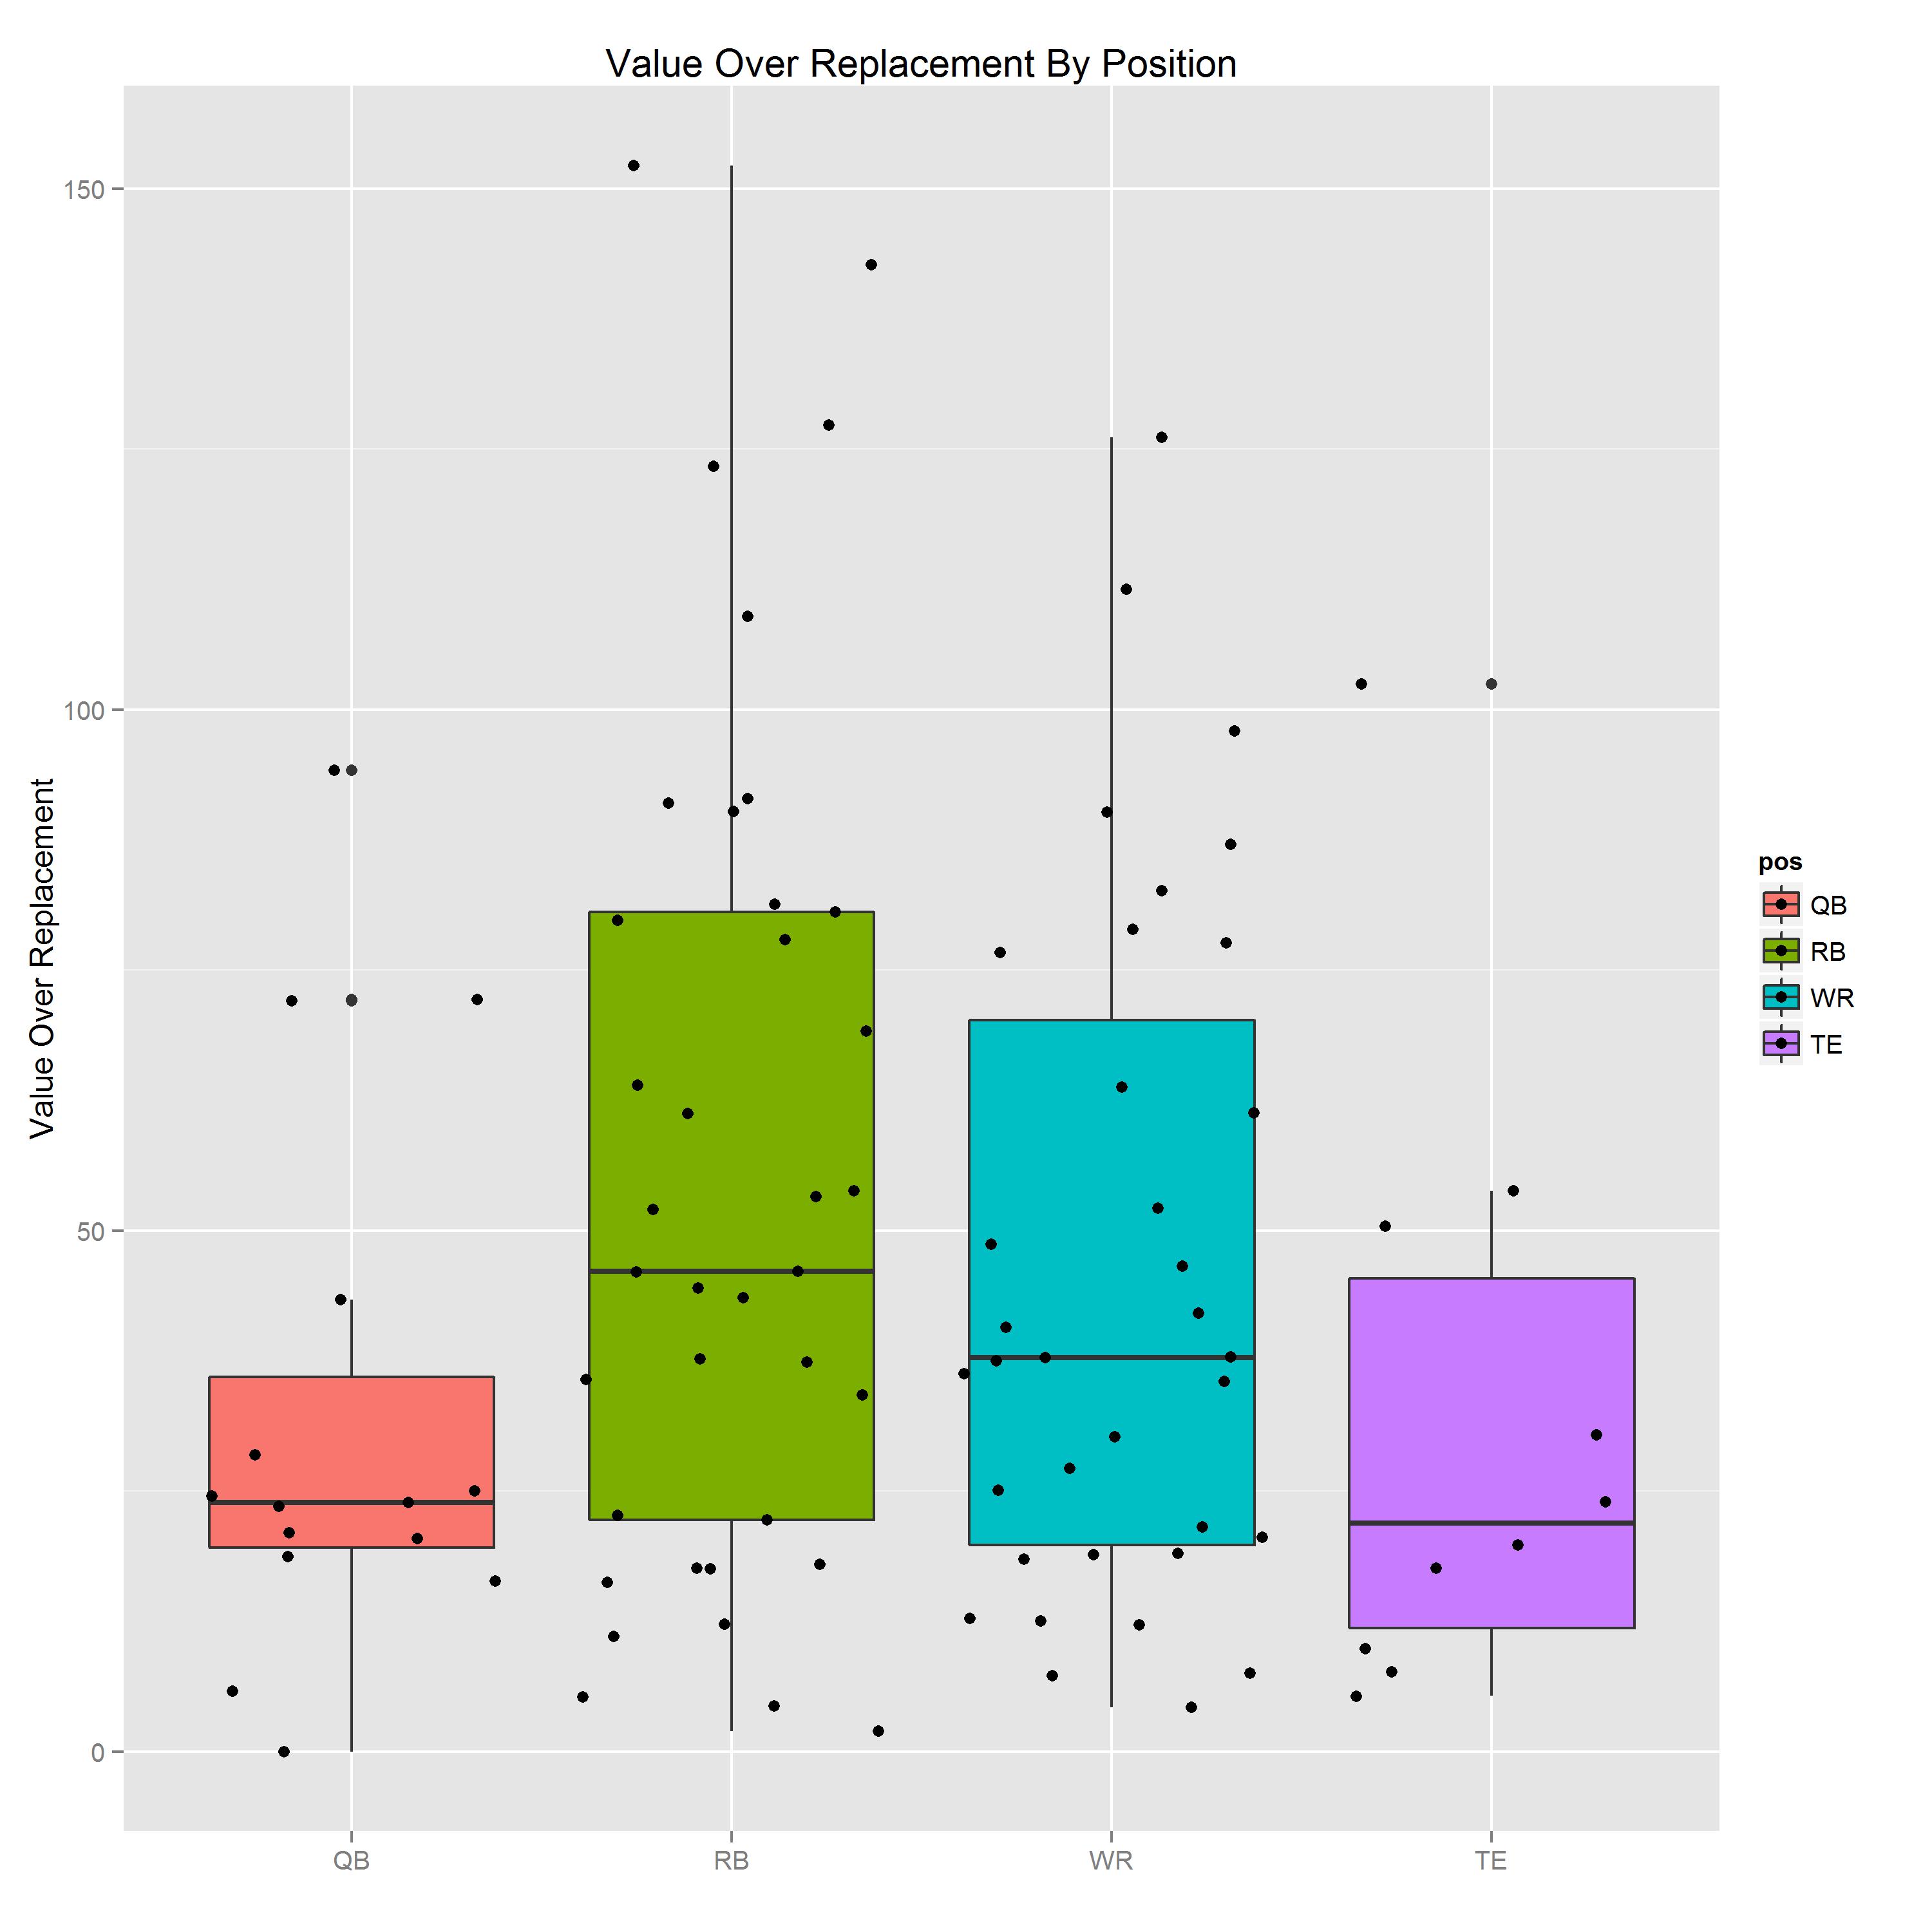 Value Over Replacement By Position
Value Over Replacement
150
100
50
0
QB
RB
WR
TE
pos
QB
RB
WR
TE